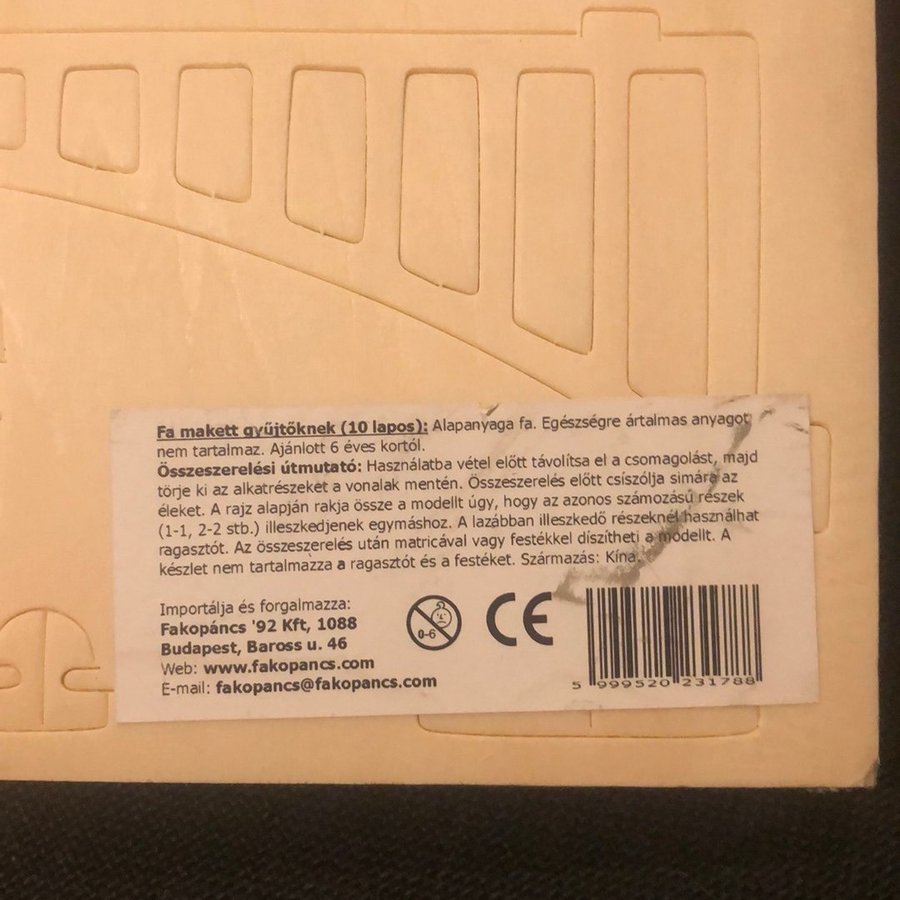 Fa makett gyűjtőknek (10 lapos): Alapanyaga fa. Egészségre ártalmas anyagot
nem tartalmaz. Ajánlott 6 éves kortól.
Összeszerelési útmutató: Használatba vétel előtt távolítsa el a csomagolást, majd
törje ki az alkatrészeket a vonalak mentén. Összeszerelés előtt csiszolja simára az
éleket. A rajz alapján rakja össze a modellt úgy, hogy az azonos számozású részek
(1-1, 2-2 stb.) illeszkedjenek egymáshoz. A lazábban illeszkedő részeknél használhat
ragasztót. Az összeszerelés után matricával vagy festékkel díszítheti a modellt. A
készlet nem tartalmazza a ragasztót és a festéket. Származás: Kína.
Importálja és forgalmazza:
Fakopáncs '92 Kft, 1088
Budapest, Baross u. 46
Web: www.fakopancs.com
E-mail: fakopancs@fakopancs.com
0-6
CE
5 999520 231788